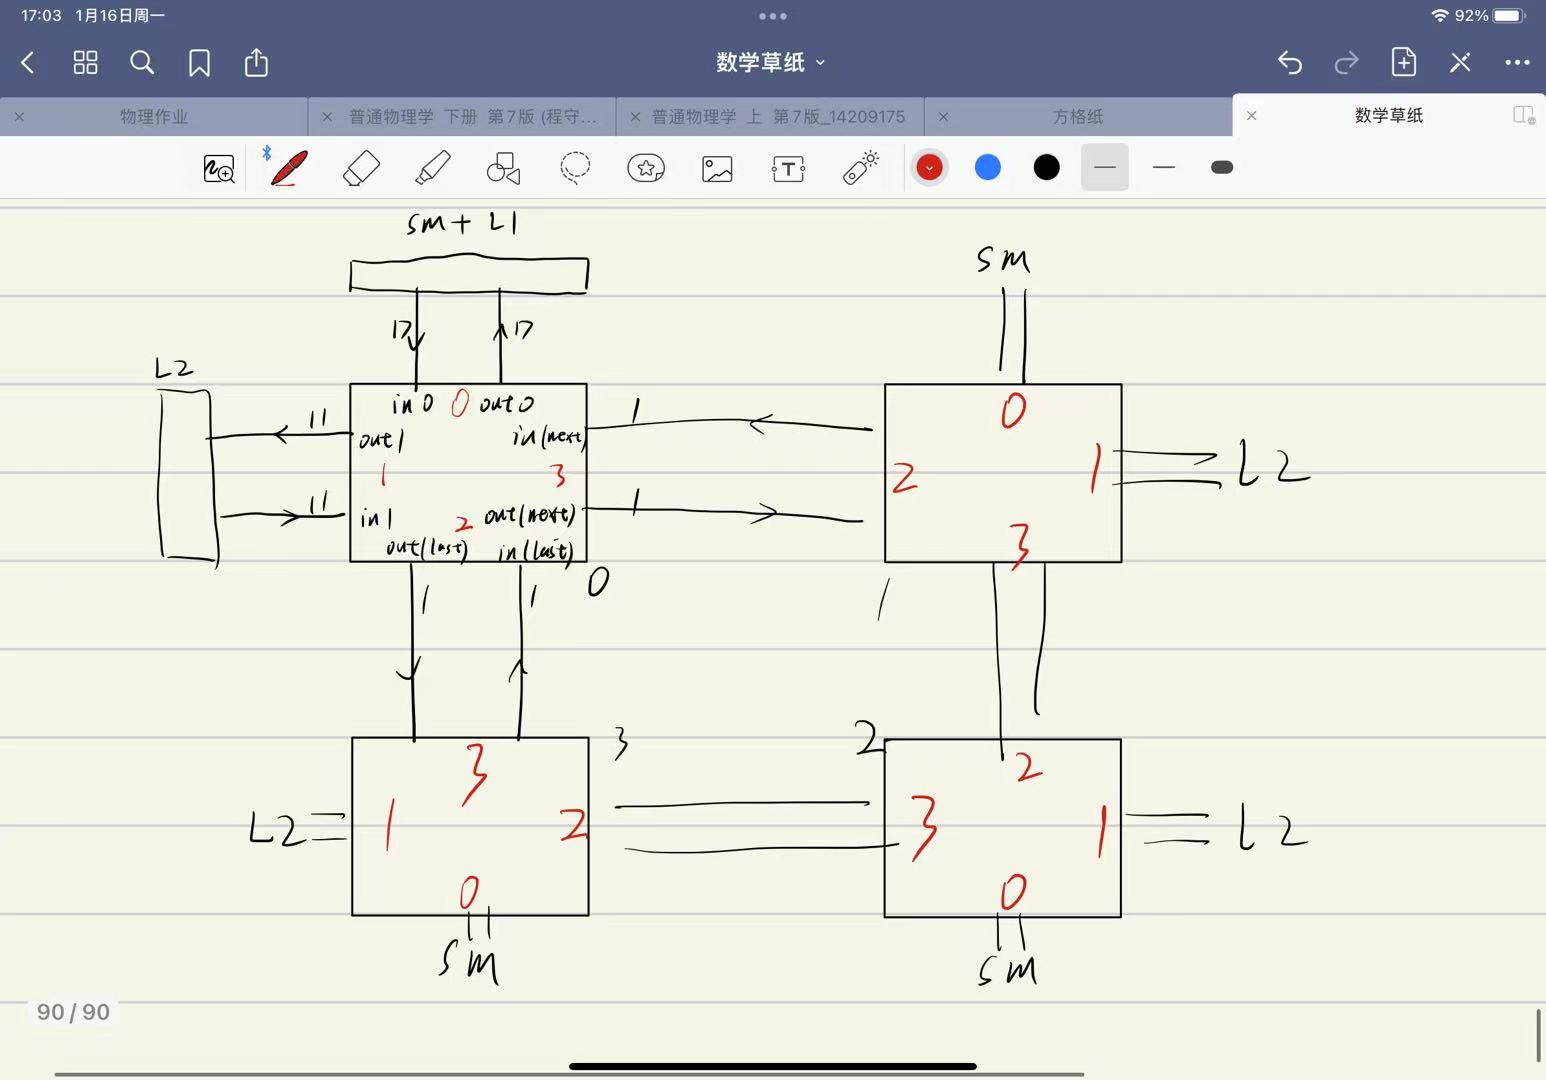 17:03 1月16日周一
92%
数学草纸
物理作业
普通物理学 下册 第7版 (程守...
普通物理学 上 第7版_14209175
方格纸
数学草纸
T
SM + L1
SM
17
17
L2
in 0
0
out 0
0
11
out 1
in (next)
1
1
3
2
1
L2
11
in 1
2
out (next)
1
out (last)
in (last)
3
0
1
1
1
3
2
3
2
L2
1
2
3
1
L2
0
0
SM
SM
90 / 90